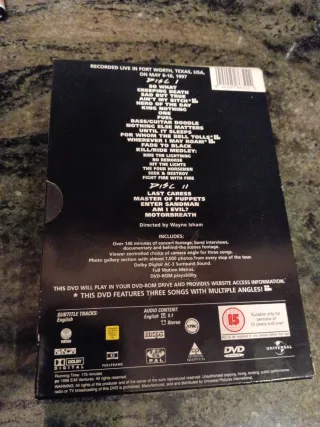 RECORDED LIVE IN FORT WORTH, TEXAS, USA,
ON MAY 9-10, 1997
DISC I
SO WHAT
CREEPING DEATH
SAD BUT TRUE
AIN'T MY BITCH*
HERO OF THE DAY
KING NOTHING
ONE
FUEL
BASS/GUITAR DOODLE
NOTHING ELSE MATTERS
UNTIL IT SLEEPS
FOR WHOM THE BELL TOLLS*
WHEREVER I MAY ROAM*
FADE TO BLACK
KILL/RIDE MEDLEY:
RIDE THE LIGHTNING
NO REMORSE
HIT THE LIGHTS
THE FOUR HORSEMEN
SEEK & DESTROY
FIGHT FIRE WITH FIRE
DISC II
LAST CARESS
MASTER OF PUPPETS
ENTER SANDMAN
AM I EVIL?
MOTORBREATH
Directed by Wayne Isham
INCLUDES:
Over 140 minutes of concert footage, band interviews,
documentary and behind-the-scenes footage.
Viewer controlled choice of camera angle for three songs.
Photo gallery section with almost 1,000 photos from every stop of the tour.
Dolby Digital AC-3 Surround Sound.
Full Motion Menus.
DVD-ROM playability.
THIS DVD WILL PLAY IN YOUR DVD-ROM DRIVE AND PROVIDES WEBSITE ACCESS INFORMATION.
* THIS DVD FEATURES THREE SONGS WITH MULTIPLE ANGLES!
SUBTITLE TRACKS:
English
AUDIO CONTENT:
English 5.1
Stereo
15
Suitable only for
persons of
15 years and over
DOLBY
DIGITAL
PAL
DVD
UNIVERSAL